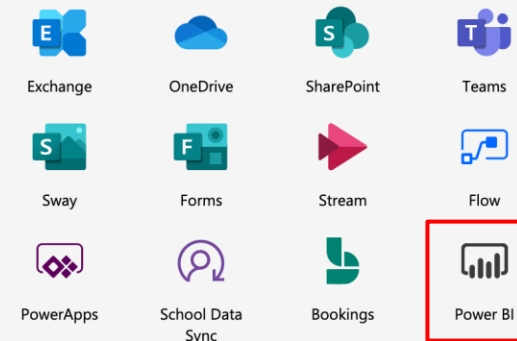 E
Exchange
OneDrive
S
SharePoint
T
Teams
S
Sway
F
Forms
Stream
Flow
PowerApps
School Data
Sync
Bookings
Power BI